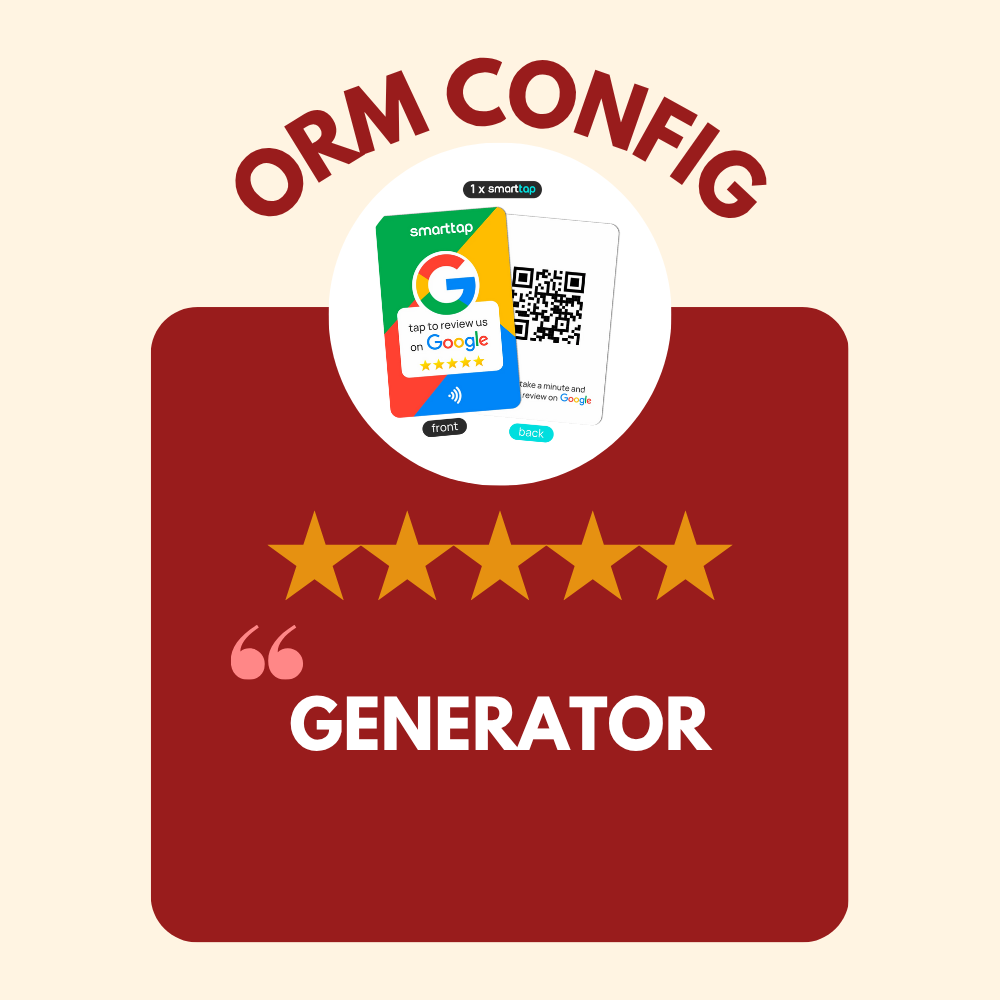 ORM CONFIG
1 x smarttap
smarttap
tap to review us
on Google
take a minute and
review on Google
front
back
“
GENERATOR